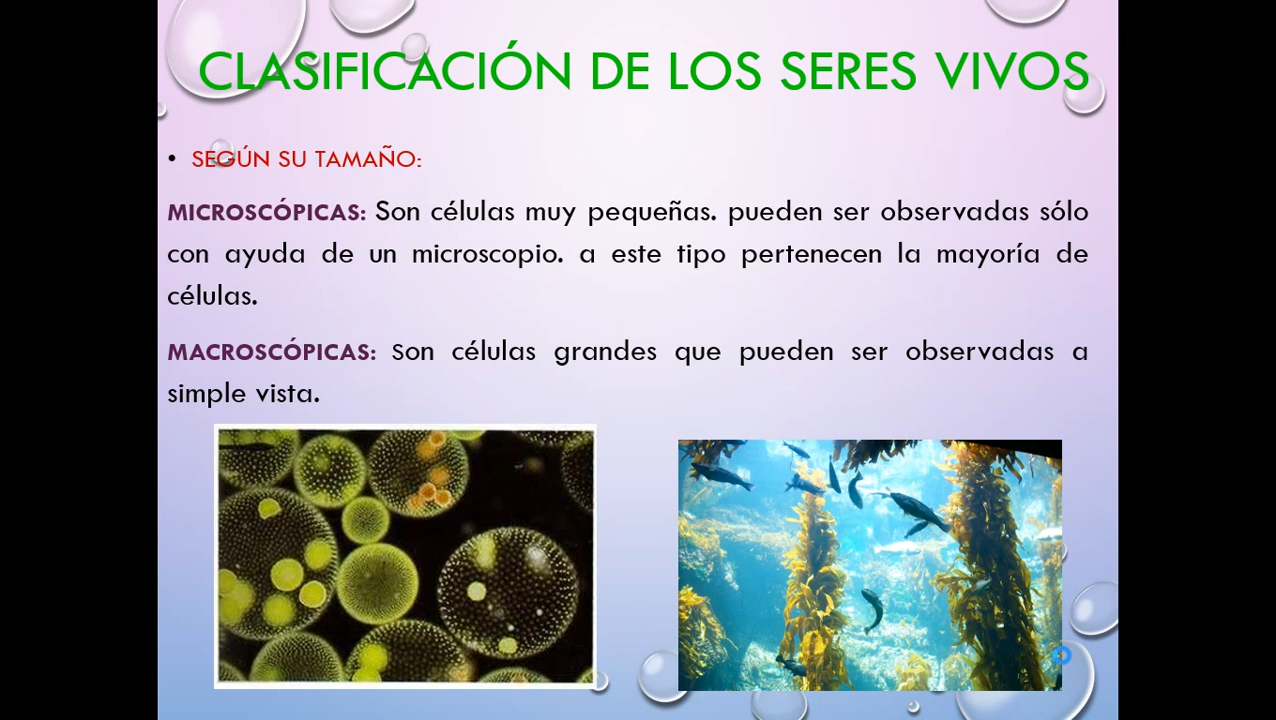 CLASIFICACIÓN DE LOS SERES VIVOS
• SEGÚN SU TAMAÑO:
MICROSCÓPICAS: Son células muy pequeñas. pueden ser observadas sólo
con ayuda de un microscopio. a este tipo pertenecen la mayoría de
células.
MACROSCÓPICAS: Son células grandes que pueden ser observadas a
simple vista.